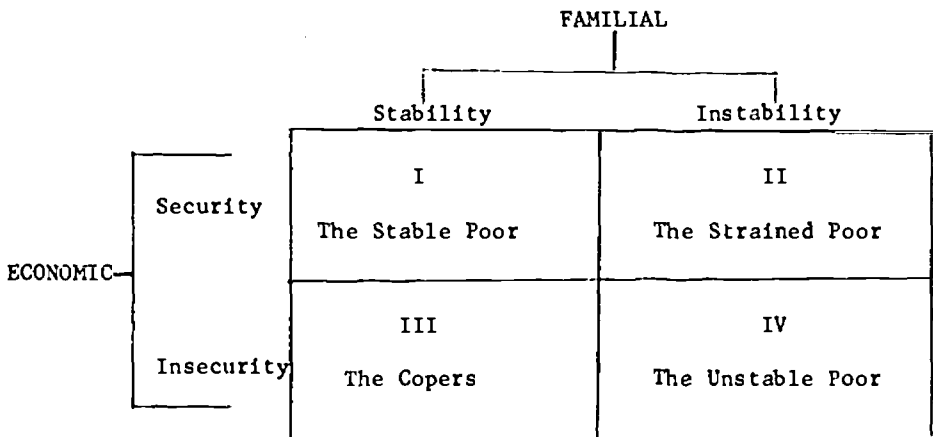 FAMILIAL
Stability Instability
I II
Security
The Stable Poor The Strained Poor
ECONOMIC
III IV
Insecurity
The Copers The Unstable Poor